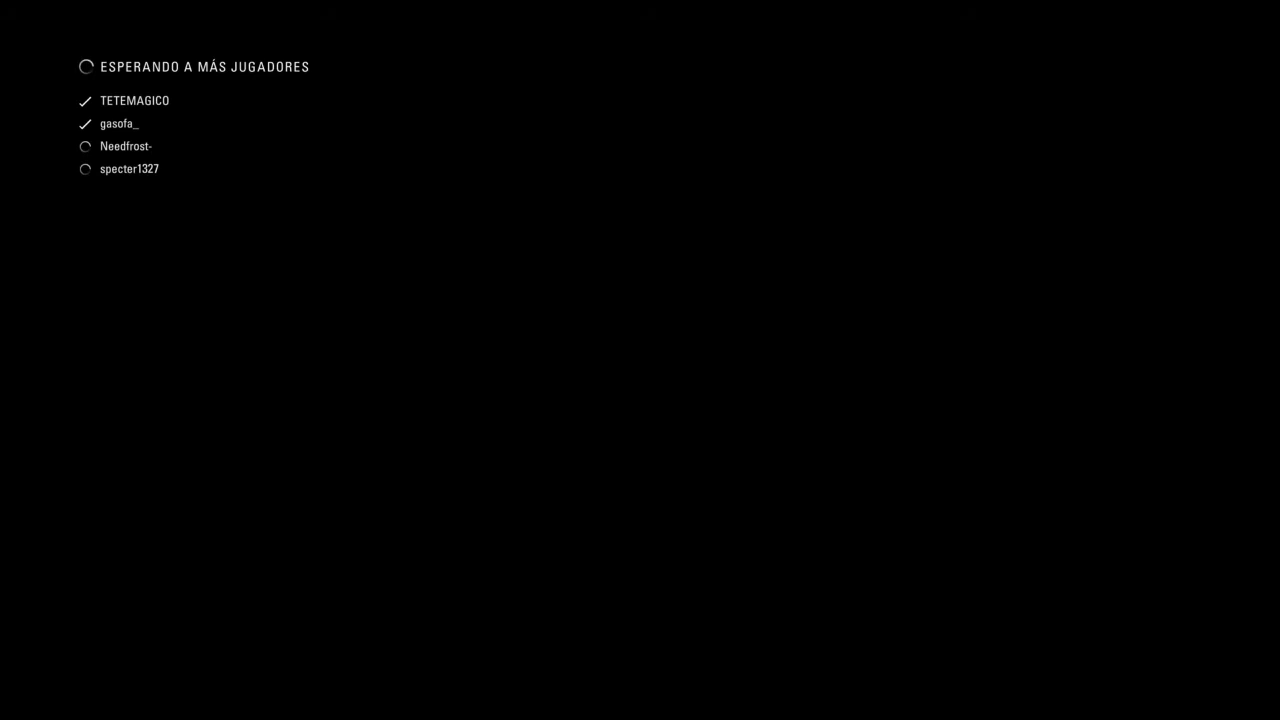 ESPERANDO A MÁS JUGADORES
TETEMAGICO
gasofa_
Needfrost-
specter1327